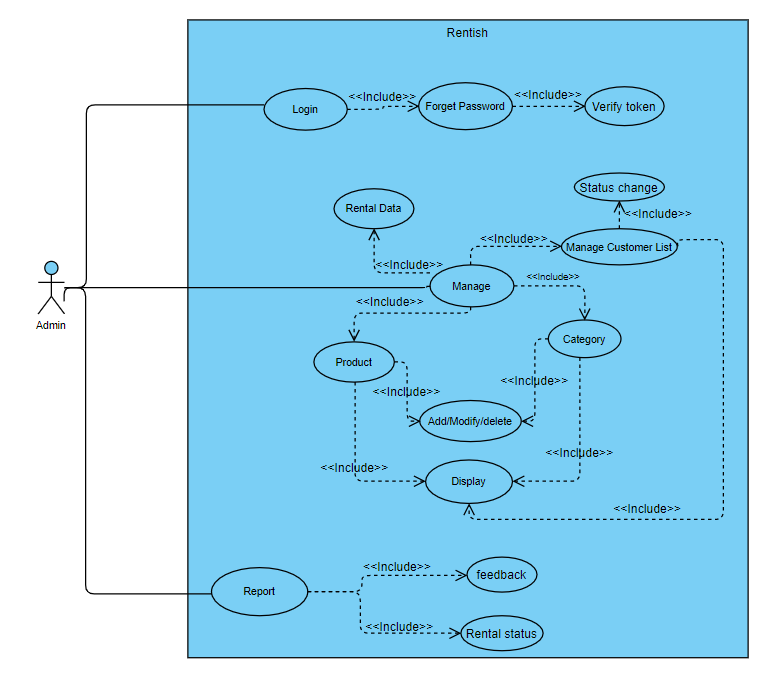 Rentish
Login
<<Include>>
Forget Password
<<Include>>
Verify token
Status change
<<Include>>
Rental Data
<<Include>>
Manage Customer List
<<Include>>
Manage
<<Include>>
<<Include>>
Admin
Product
Category
<<Include>>
<<Include>>
Add/Modify/delete
<<Include>>
<<Include>>
Display
<<Include>>
Report
<<Include>>
feedback
<<Include>>
Rental status